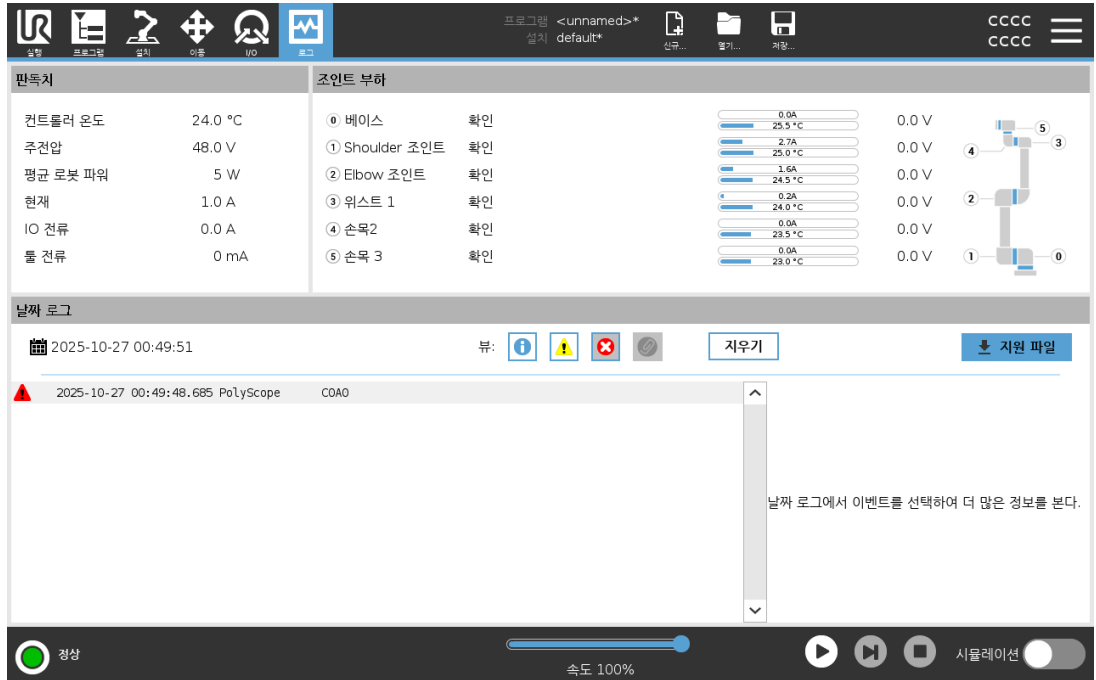 프로그램 <unnamed>*
설치 default*
실행 프로그램 설치 이동 I/O 로그
신규... 열기... 저장...
cccc
cccc
판독치
컨트롤러 온도 24.0 °C
주전압 48.0 V
평균 로봇 파워 5 W
현재 1.0 A
IO 전류 0.0 A
툴 전류 0 mA
조인트 부하
0 베이스 확인 0.0A 25.5 °C 0.0 V
1 Shoulder 조인트 확인 2.7A 25.0 °C 0.0 V
2 Elbow 조인트 확인 1.6A 24.5 °C 0.0 V
3 위스트 1 확인 0.2A 24.0 °C 0.0 V
4 손목2 확인 0.0A 23.5 °C 0.0 V
5 손목 3 확인 0.0A 23.0 °C 0.0 V
5
4 3
2
1 0
날짜 로그
2025-10-27 00:49:51 뷰: 지우기 지원 파일
2025-10-27 00:49:48.685 PolyScope C0A0
날짜 로그에서 이벤트를 선택하여 더 많은 정보를 본다.
정상
속도 100%
시뮬레이션